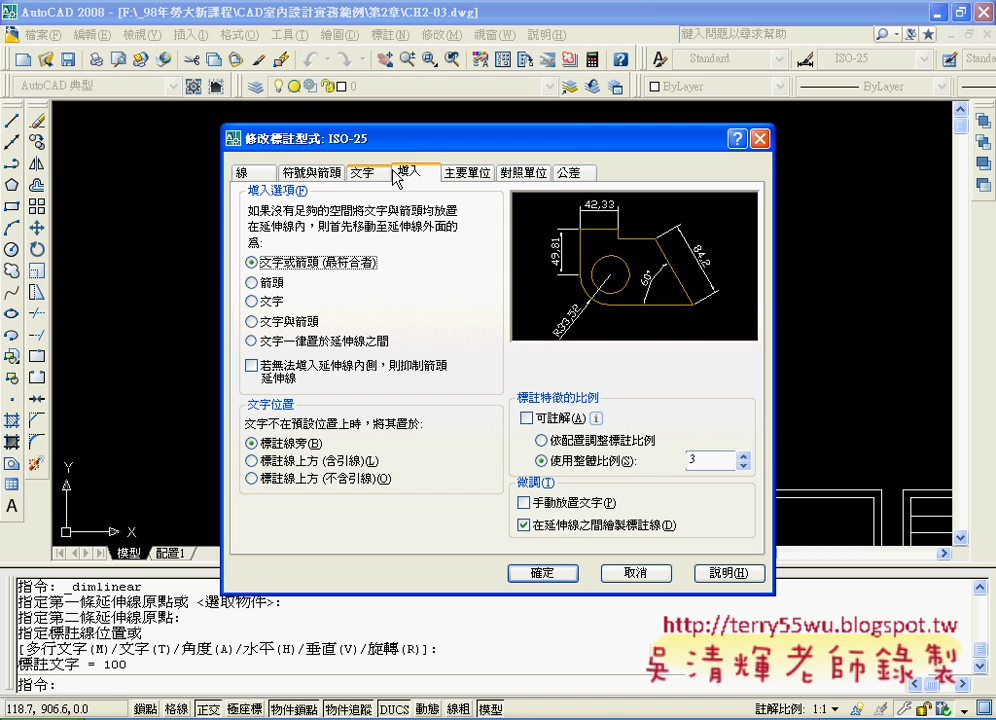 AutoCAD 2008 - [F:\_98年勞大新課程\CAD室內設計實務範例\第2章\CH2-03.dwg]
檔案(F) 編輯(E) 檢視(V) 插入(I) 格式(O) 工具(T) 繪圖(D) 標註(N) 修改(M) 視窗(W) 說明(H) 鍵入問題以尋求幫助
Standard ISO-25 Standa
AutoCAD 典型 0 ByLayer ByLayer
修改標註型式: ISO-25
線 符號與箭頭 文字 填入 主要單位 對照單位 公差
填入選項(F)
如果沒有足夠的空間將文字與箭頭均放置
在延伸線內，則首先移動至延伸線外面的
為:
文字或箭頭 (最符合者)
箭頭
文字
文字與箭頭
文字一律置於延伸線之間
若無法填入延伸線內側，則抑制箭頭
延伸線
文字位置
文字不在預設位置上時，將其置於:
標註線旁(B)
標註線上方 (含引線)(L)
標註線上方 (不含引線)(O)
42,33
49,81
84,2
60°
R33,52
標註特徵的比例
可註解(A)
依配置調整標註比例
使用整體比例(S): 3
微調(T)
手動放置文字(P)
在延伸線之間繪製標註線(D)
確定 取消 說明(H)
Y
X
模型 配置1
指令: _dimlinear
指定第一條延伸線原點或 <選取物件>:
指定第二條延伸線原點:
指定標註線位置或
[多行文字(M)/文字(T)/角度(A)/水平(H)/垂直(V)/旋轉(R)]:
標註文字 = 100
指令:
http://terry55wu.blogspot.tw
吳清輝老師錄製
118.7, 906.6, 0.0 鎖點 格線 正交 極座標 物件鎖點 物件追蹤 DUCS 動態 線粗 模型 註解比例: 1:1